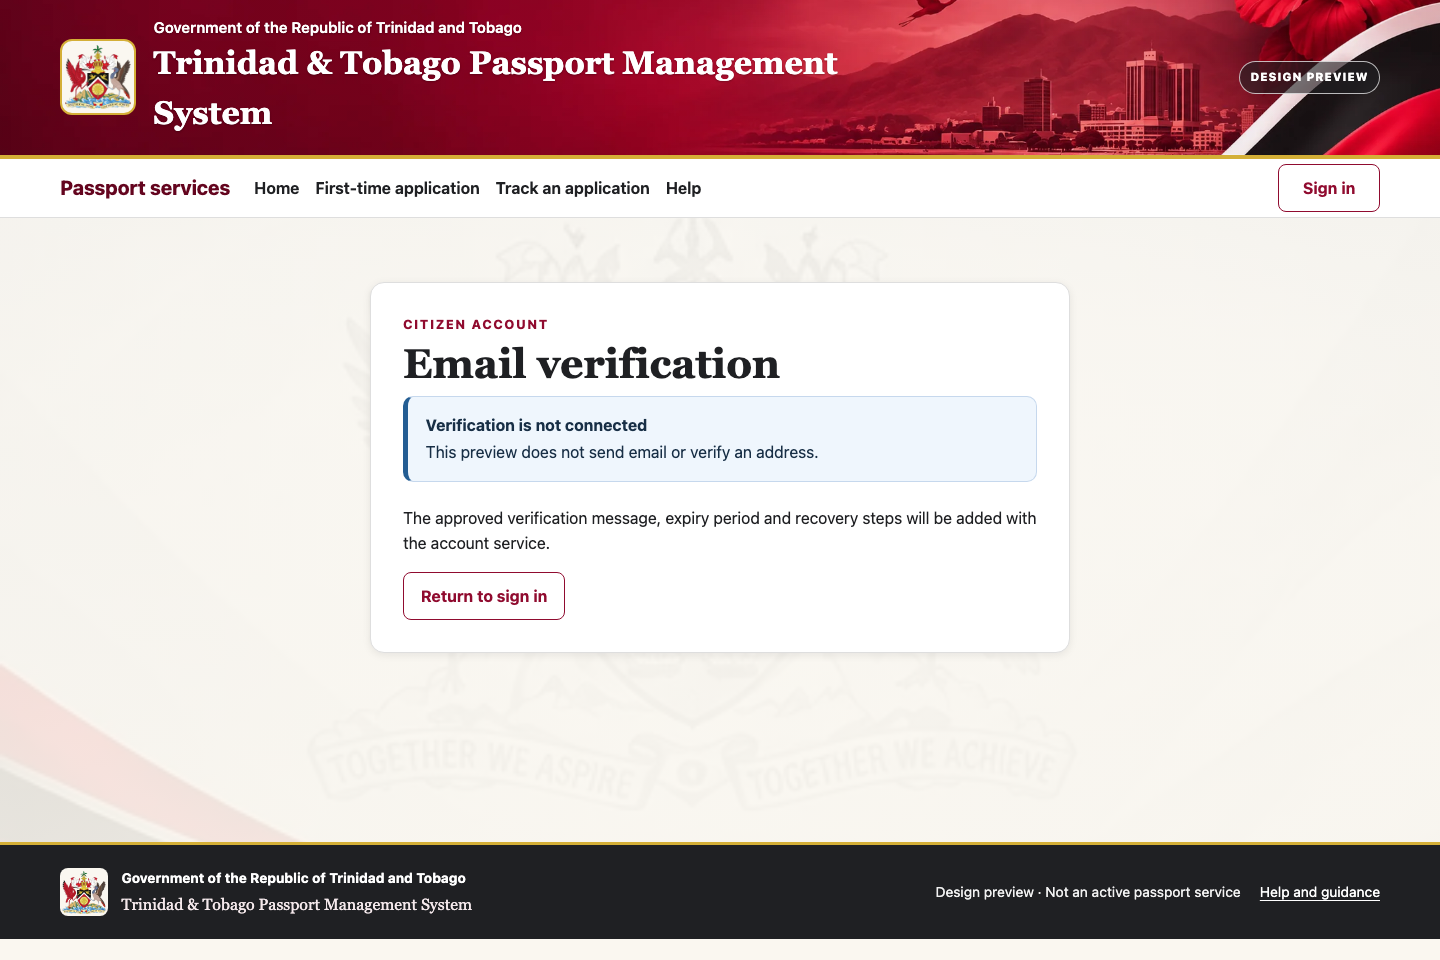 Government of the Republic of Trinidad and Tobago
Trinidad & Tobago Passport Management
System
DESIGN PREVIEW
Passport services
Home
First-time application
Track an application
Help
Sign in
CITIZEN ACCOUNT
Email verification
Verification is not connected
This preview does not send email or verify an address.
The approved verification message, expiry period and recovery steps will be added with
the account service.
Return to sign in
TOGETHER WE ASPIRE
TOGETHER WE ACHIEVE
Government of the Republic of Trinidad and Tobago
Trinidad & Tobago Passport Management System
Design preview · Not an active passport service
Help and guidance